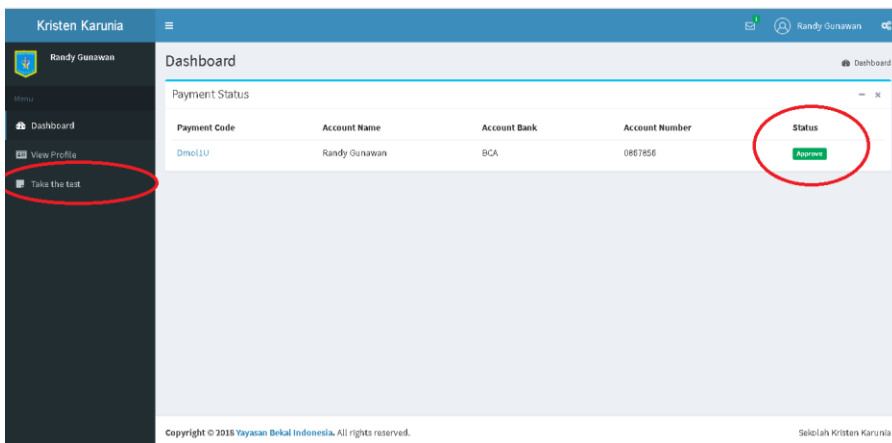 Kristen Karunia
1
Randy Gunawan
Randy Gunawan
Menu
Dashboard
View Profile
Take the test
Dashboard
Dashboard
Payment Status
Payment Code Account Name Account Bank Account Number Status
Dmol1U Randy Gunawan BCA 0867856 Approve
Copyright © 2018 Yayasan Bekal Indonesia. All rights reserved.
Sekolah Kristen Karunia